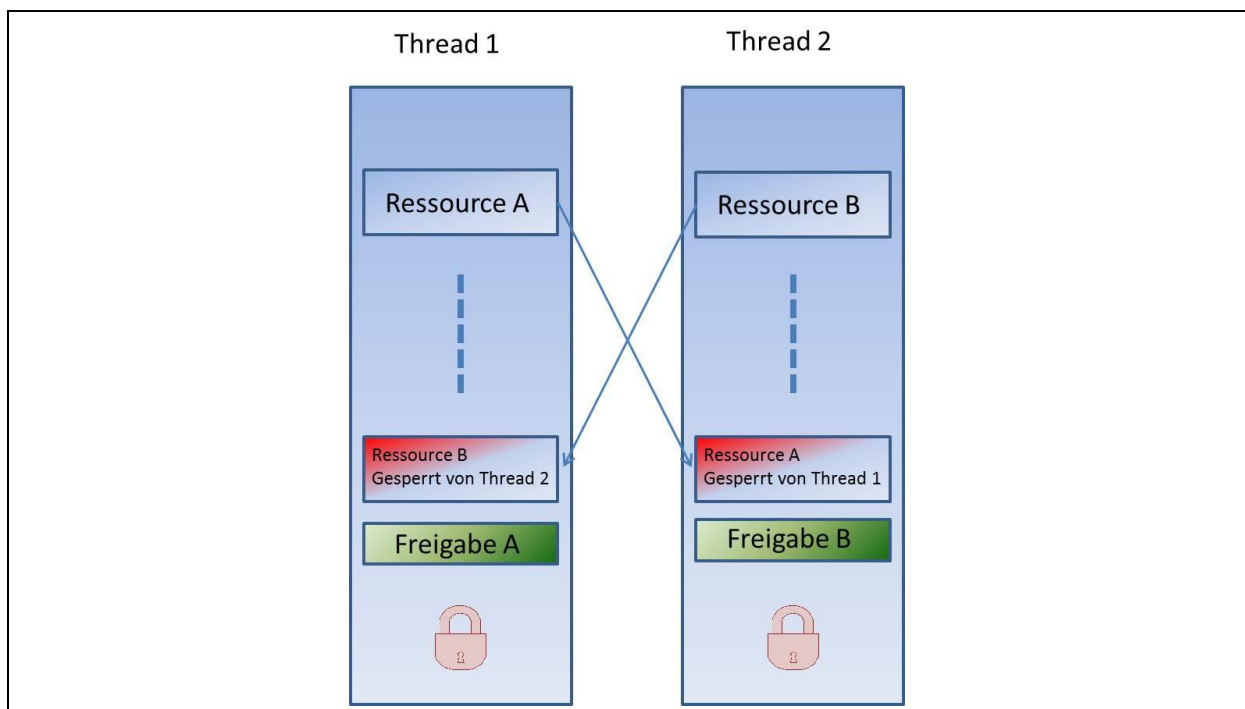 Thread 1
Thread 2
Ressource A
Ressource B
Ressource B
Gesperrt von Thread 2
Ressource A
Gesperrt von Thread 1
Freigabe A
Freigabe B